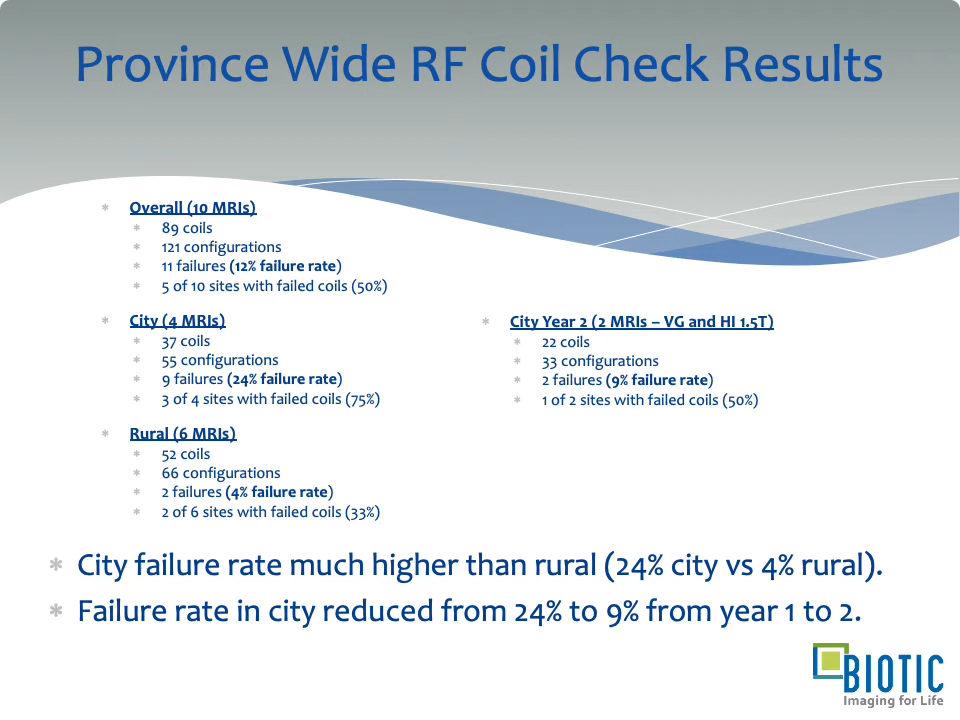 Province Wide RF Coil Check Results
Overall (10 MRIs)
89 coils
121 configurations
11 failures (12% failure rate)
5 of 10 sites with failed coils (50%)
City (4 MRIs)
37 coils
55 configurations
9 failures (24% failure rate)
3 of 4 sites with failed coils (75%)
Rural (6 MRIs)
52 coils
66 configurations
2 failures (4% failure rate)
2 of 6 sites with failed coils (33%)
City Year 2 (2 MRIs – VG and HI 1.5T)
22 coils
33 configurations
2 failures (9% failure rate)
1 of 2 sites with failed coils (50%)
City failure rate much higher than rural (24% city vs 4% rural).
Failure rate in city reduced from 24% to 9% from year 1 to 2.
BIOTIC
Imaging for Life